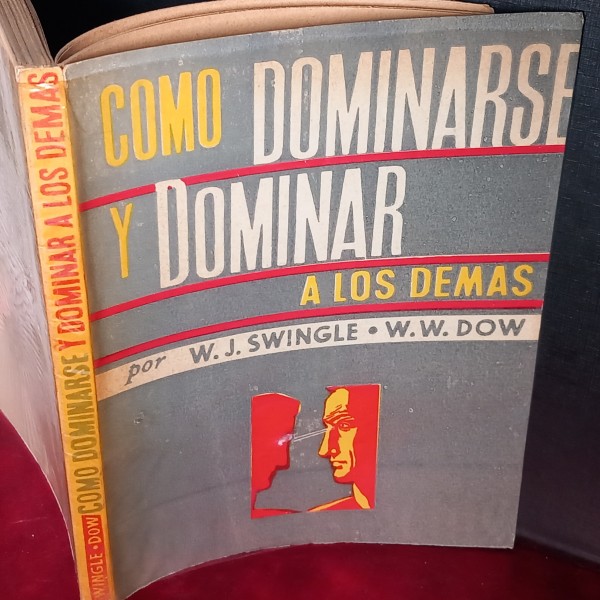 COMO DOMINARSE
Y DOMINAR
A LOS DEMAS
por W. J. SWINGLE • W. W. DOW
SWINGLE • DOW COMO DOMINARSE Y DOMINAR A LOS DEMAS